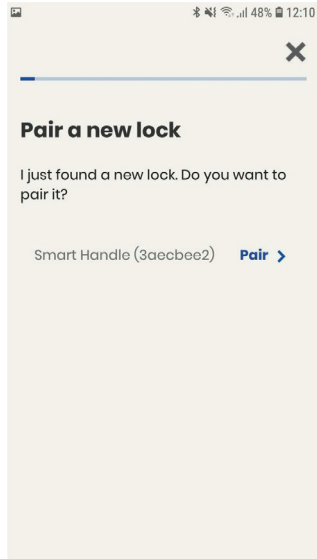 48% 12:10
Pair a new lock
I just found a new lock. Do you want to
pair it?
Smart Handle (3aecbee2) Pair